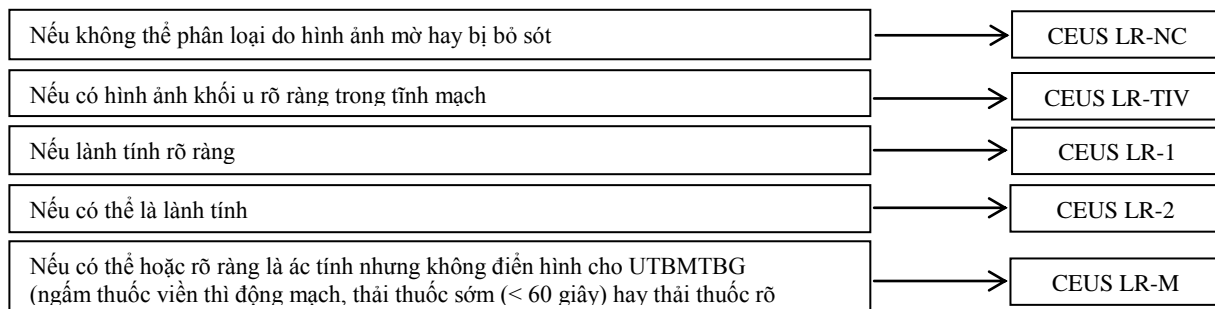 Nếu không thể phân loại do hình ảnh mờ hay bị bỏ sót
CEUS LR-NC
Nếu có hình ảnh khối u rõ ràng trong tĩnh mạch
CEUS LR-TIV
Nếu lành tính rõ ràng
CEUS LR-1
Nếu có thể là lành tính
CEUS LR-2
Nếu có thể hoặc rõ ràng là ác tính nhưng không điển hình cho UTBMTBG
(ngấm thuốc viền thì động mạch, thải thuốc sớm (< 60 giây) hay thải thuốc rõ
CEUS LR-M